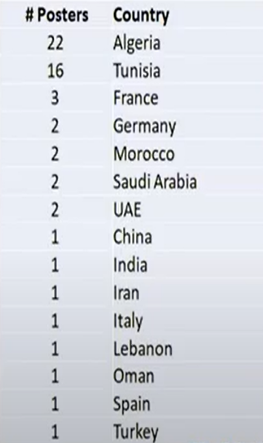 # Posters Country
22 Algeria
16 Tunisia
3 France
2 Germany
2 Morocco
2 Saudi Arabia
2 UAE
1 China
1 India
1 Iran
1 Italy
1 Lebanon
1 Oman
1 Spain
1 Turkey